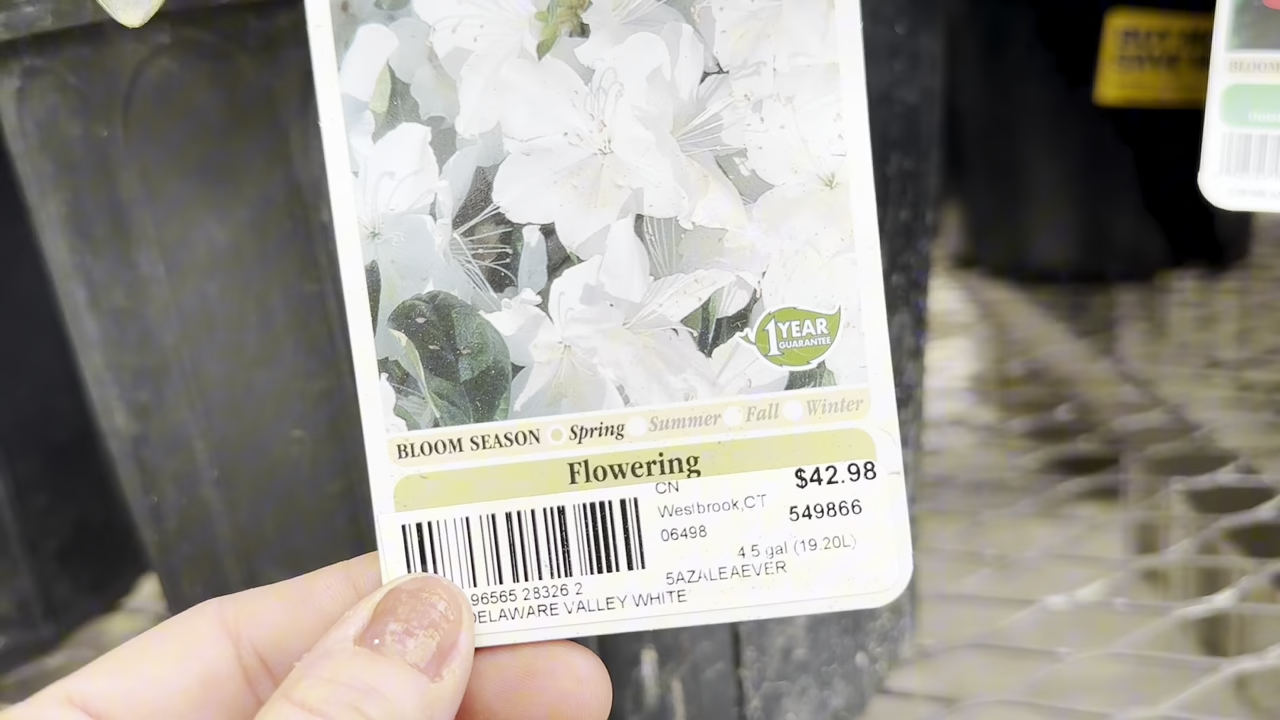 1 YEAR
GUARANTEE
BLOOM SEASON Spring Summer Fall Winter
Flowering
CN
Westbrook,CT
06498
$42.98
549866
4.5 gal (19.20L)
5AZALEAEVER
96565 28326 2
DELAWARE VALLEY WHITE
BLOOM